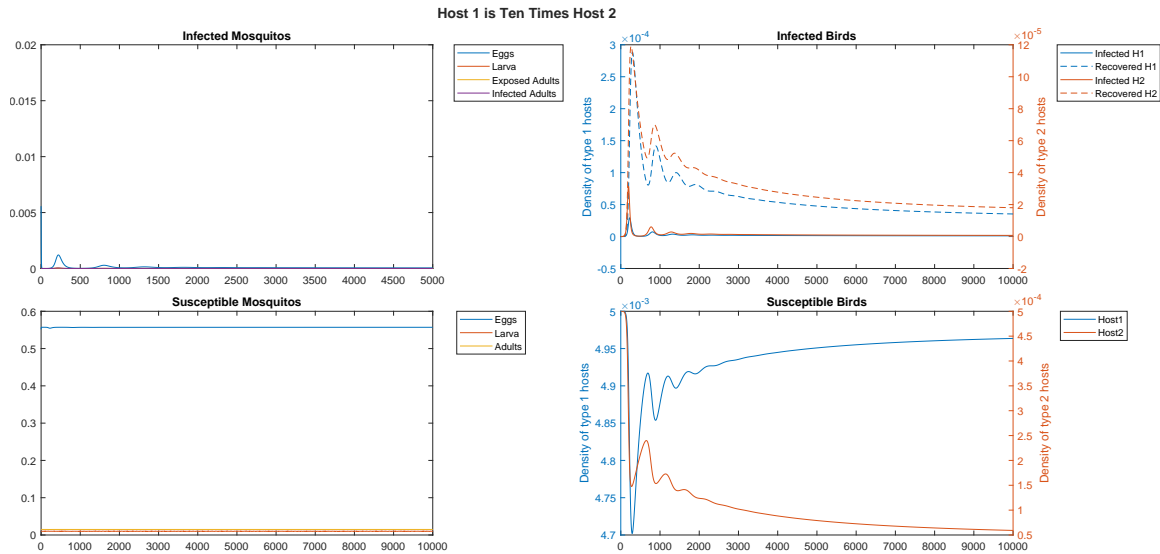 Host 1 is Ten Times Host 2
Infected Mosquitos
0.02
0.015
0.01
0.005
0
0 500 1000 1500 2000 2500 3000 3500 4000 4500 5000
Eggs
Larva
Exposed Adults
Infected Adults
Infected Birds
×10⁻⁴
×10⁻⁵
Density of type 1 hosts
3
2.5
2
1.5
1
0.5
0
-0.5
0 1000 2000 3000 4000 5000 6000 7000 8000 9000 10000
12
10
8
6
4
2
0
-2
Density of type 2 hosts
Infected H1
Recovered H1
Infected H2
Recovered H2
Susceptible Mosquitos
0.6
0.5
0.4
0.3
0.2
0.1
0
0 1000 2000 3000 4000 5000 6000 7000 8000 9000 10000
Eggs
Larva
Adults
Susceptible Birds
×10⁻³
×10⁻⁴
Density of type 1 hosts
5
4.95
4.9
4.85
4.8
4.75
4.7
0 1000 2000 3000 4000 5000 6000 7000 8000 9000 10000
5
4.5
4
3.5
3
2.5
2
1.5
1
0.5
Density of type 2 hosts
Host1
Host2